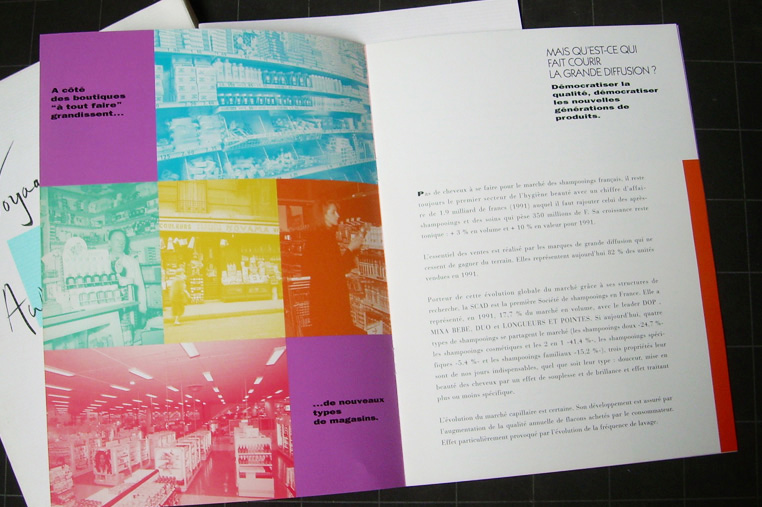 A côté
des boutiques
"à tout faire"
grandissent...
...de nouveaux
types
de magasins.
MAIS QU'EST-CE QUI
FAIT COURIR
LA GRANDE DIFFUSION ?
Démocratiser la
qualité, démocratiser
les nouvelles
générations de
produits.
Pas de cheveux à se faire pour le marché des shampooings français, il reste
toujours le premier secteur de l'hygiène beauté avec un chiffre d'affai-
re de 1.9 milliard de francs (1991) auquel il faut rajouter celui des après-
shampooings et des soins qui pèse 350 millions de F. Sa croissance reste
tonique : + 3 % en volume et + 10 % en valeur pour 1991.
L'essentiel des ventes est réalisé par les marques de grande diffusion qui ne
cessent de gagner du terrain. Elles représentent aujourd'hui 82 % des unités
vendues en 1991.
Porteur de cette évolution globale du marché grâce à ses structures de
recherche, la SCAD est la première Société de shampooings en France. Elle a
représenté, en 1991, 17.7 % du marché en volume, avec le leader DOP,
MIXA BEBE, DUO et LONGUEURS ET POINTES. Si aujourd'hui, quatre
types de shampooings se partagent le marché (les shampooings doux -24.7%-
les shampooings cosmétiques et les 2 en 1 -41.4 %-, les shampooings spéci-
fiques -5.4 %- et les shampooings familiaux -15.2 %-), trois propriétés leur
sont de nos jours indispensables, quel que soit leur type : douceur, mise en
beauté des cheveux par un effet de souplesse et de brillance et effet traitant
plus ou moins spécifique.
L'évolution du marché capillaire est certaine. Son développement est assuré par
l'augmentation de la qualité annuelle de flacons achetés par le consommateur.
Effet particulièrement provoqué par l'évolution de la fréquence de lavage.